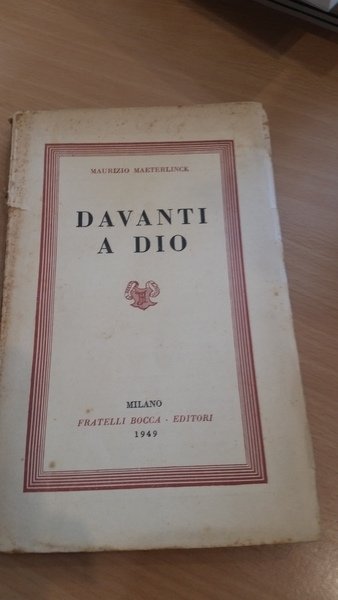 MAURIZIO MAETERLINCK
DAVANTI
A DIO
MILANO
FRATELLI BOCCA - EDITORI
1949